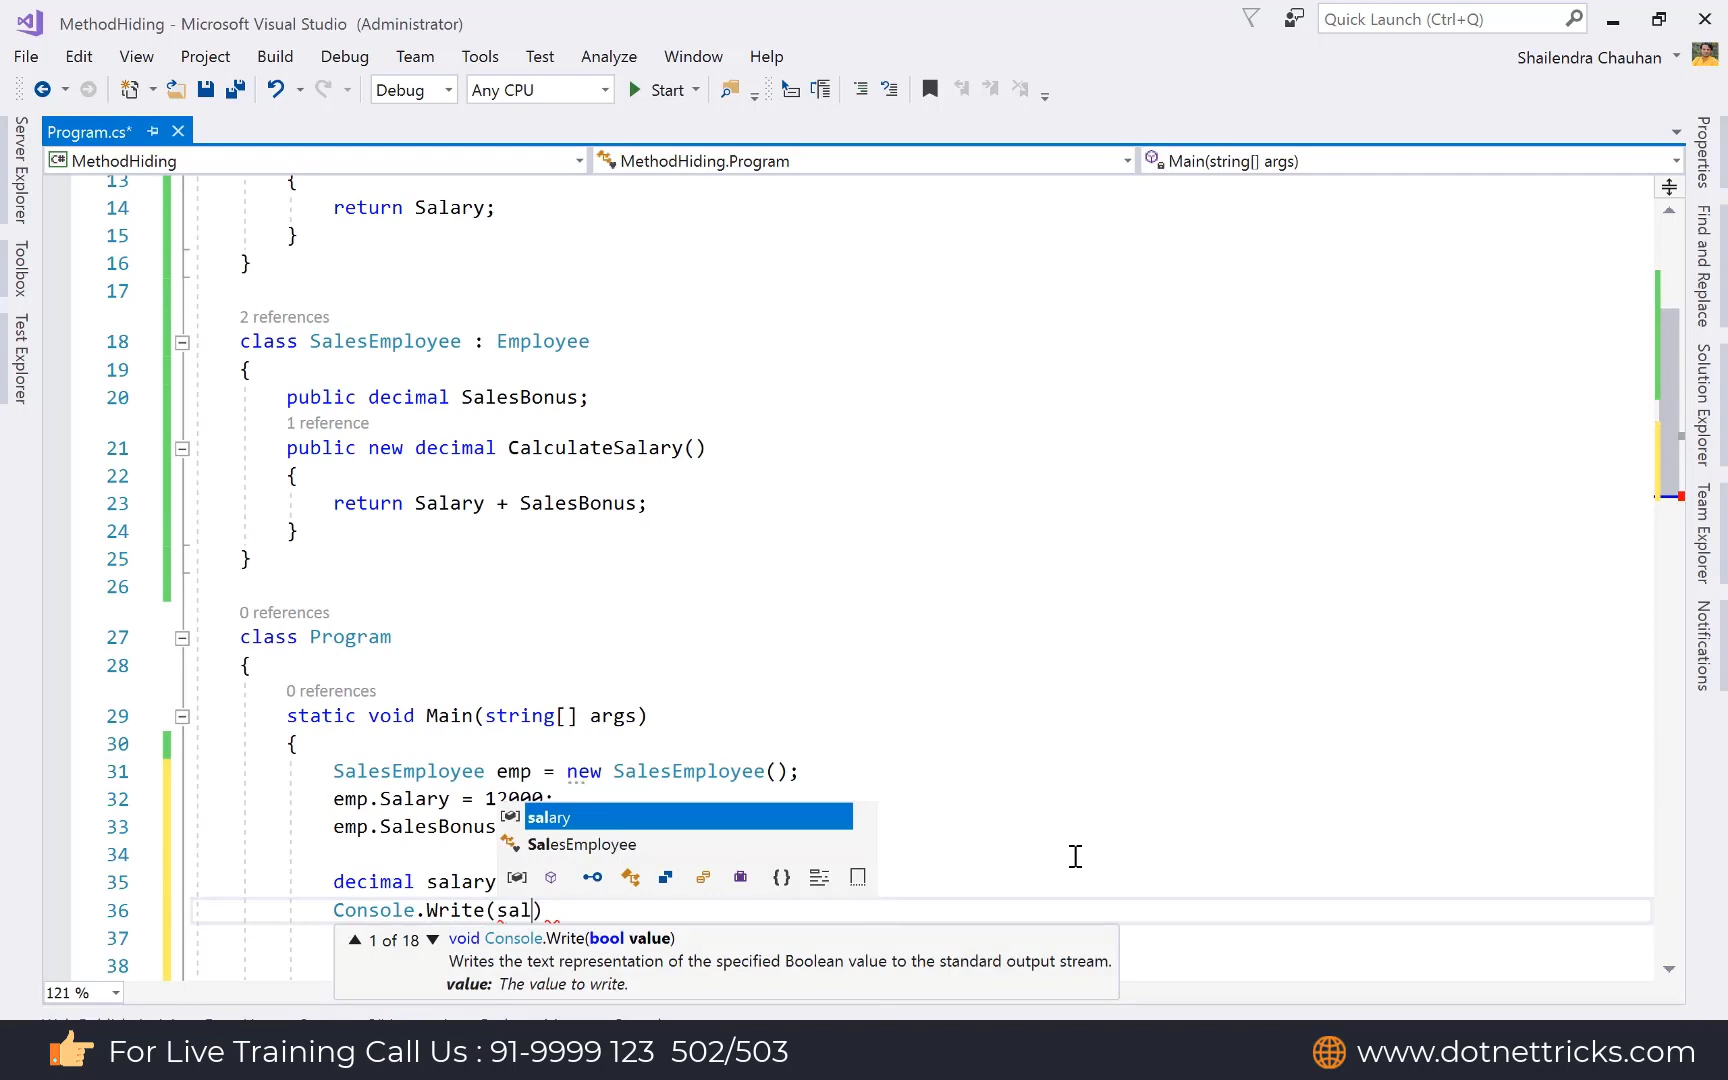 MethodHiding - Microsoft Visual Studio (Administrator)
Quick Launch (Ctrl+Q)
File Edit View Project Build Debug Team Tools Test Analyze Window Help
Shailendra Chauhan
Debug Any CPU Start
Program.cs*
C# MethodHiding MethodHiding.Program Main(string[] args)
Server Explorer
Toolbox
Test Explorer
Properties
Find and Replace
Solution Explorer
Team Explorer
Notifications
13 {
14 return Salary;
15 }
16 }
17
2 references
18 class SalesEmployee : Employee
19 {
20 public decimal SalesBonus;
1 reference
21 public new decimal CalculateSalary()
22 {
23 return Salary + SalesBonus;
24 }
25 }
26
0 references
27 class Program
28 {
0 references
29 static void Main(string[] args)
30 {
31 SalesEmployee emp = new SalesEmployee();
32 emp.Salary = 12000;
33 emp.SalesBonus
salary
SalesEmployee
34
35 decimal salary
36 Console.Write(sal)
37
38
1 of 18 void Console.Write(bool value)
Writes the text representation of the specified Boolean value to the standard output stream.
value: The value to write.
121 %
For Live Training Call Us : 91-9999 123 502/503
www.dotnettricks.com